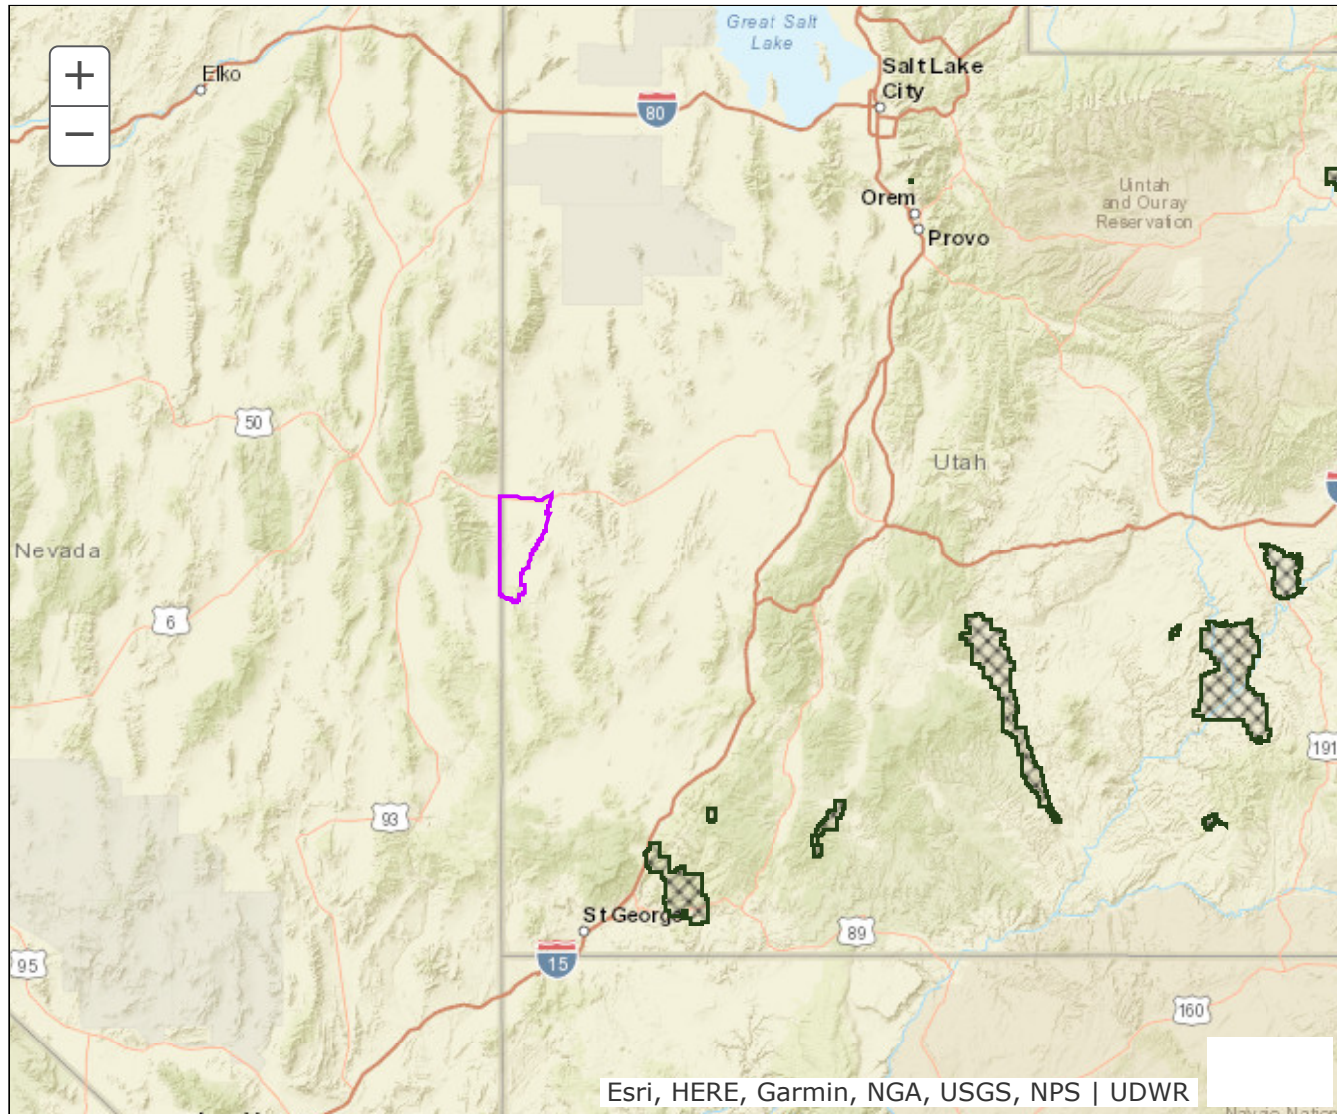 Great Salt
Lake
+
−
Elko
Salt Lake
City
80
Uintah
and Ouray
Reservation
Orem
Provo
50
Utah
Nevada
6
191
93
St George
89
95
15
160
Esri, HERE, Garmin, NGA, USGS, NPS | UDWR